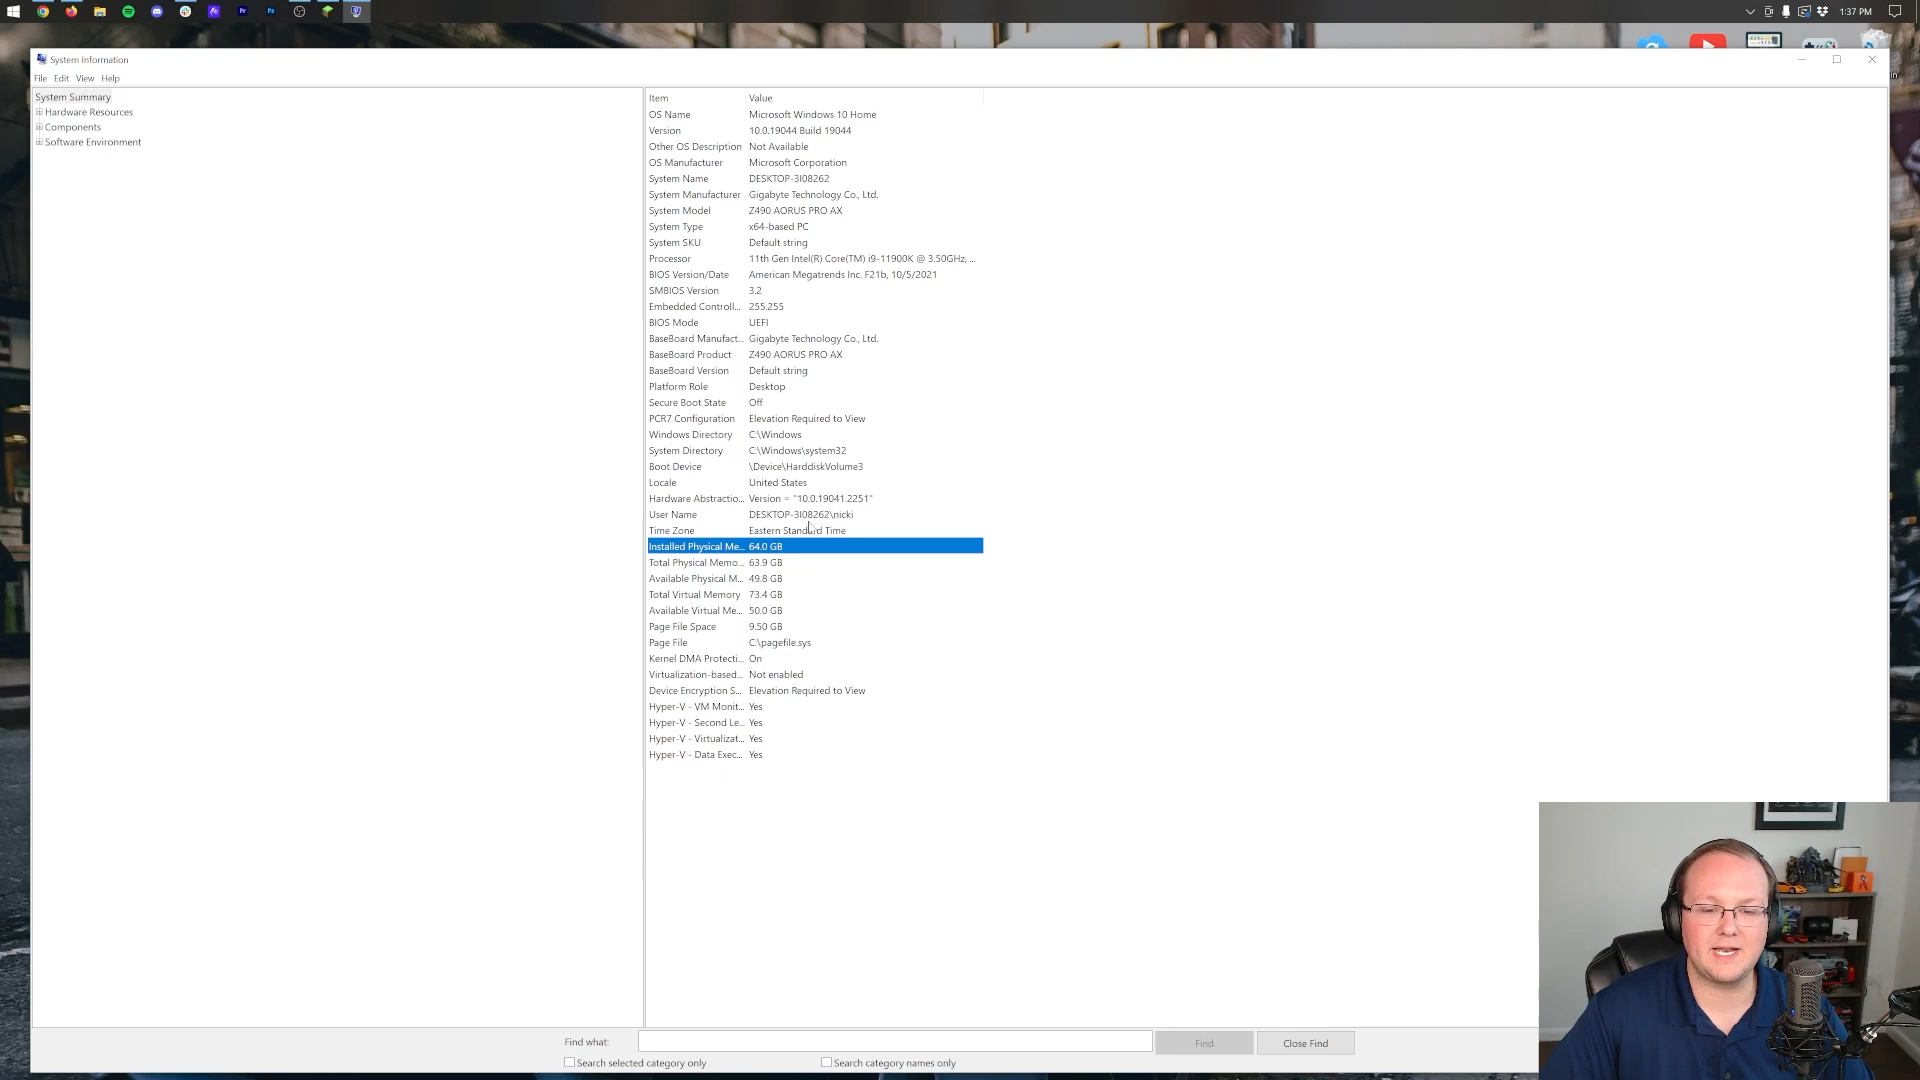 1:37 PM
System Information
File Edit View Help
System Summary
Hardware Resources
Components
Software Environment
Item Value
OS Name Microsoft Windows 10 Home
Version 10.0.19044 Build 19044
Other OS Description Not Available
OS Manufacturer Microsoft Corporation
System Name DESKTOP-3I08262
System Manufacturer Gigabyte Technology Co., Ltd.
System Model Z490 AORUS PRO AX
System Type x64-based PC
System SKU Default string
Processor 11th Gen Intel(R) Core(TM) i9-11900K @ 3.50GHz, ...
BIOS Version/Date American Megatrends Inc. F21b, 10/5/2021
SMBIOS Version 3.2
Embedded Controll... 255.255
BIOS Mode UEFI
BaseBoard Manufact... Gigabyte Technology Co., Ltd.
BaseBoard Product Z490 AORUS PRO AX
BaseBoard Version Default string
Platform Role Desktop
Secure Boot State Off
PCR7 Configuration Elevation Required to View
Windows Directory C:\Windows
System Directory C:\Windows\system32
Boot Device \Device\HarddiskVolume3
Locale United States
Hardware Abstractio... Version = "10.0.19041.2251"
User Name DESKTOP-3I08262\nicki
Time Zone Eastern Standard Time
Installed Physical Me... 64.0 GB
Total Physical Memo... 63.9 GB
Available Physical M... 49.8 GB
Total Virtual Memory 73.4 GB
Available Virtual Me... 50.0 GB
Page File Space 9.50 GB
Page File C:\pagefile.sys
Kernel DMA Protecti... On
Virtualization-based... Not enabled
Device Encryption S... Elevation Required to View
Hyper-V - VM Monit... Yes
Hyper-V - Second Le... Yes
Hyper-V - Virtualizat... Yes
Hyper-V - Data Exec... Yes
Find what: Find Close Find
Search selected category only Search category names only